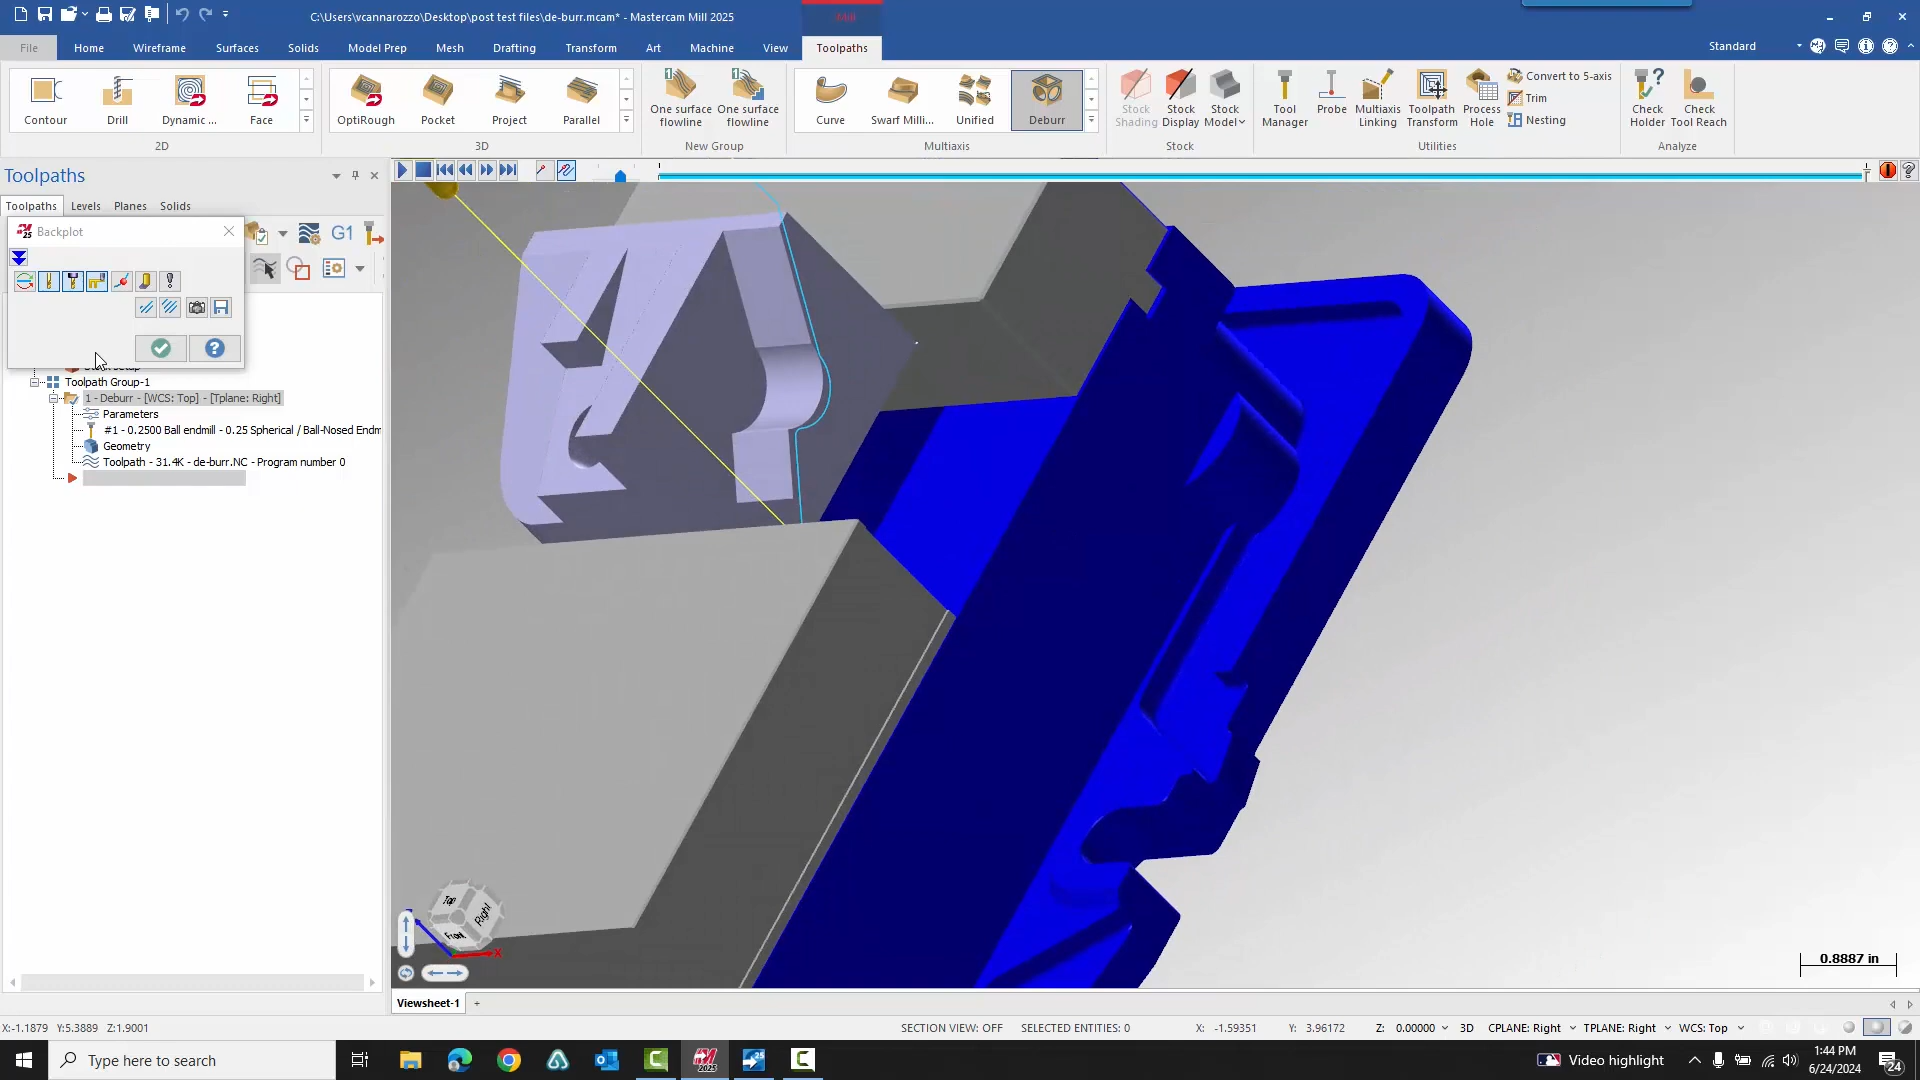 C:\Users\vcannarozzo\Desktop\post test files\de-burr.mcam* - Mastercam Mill 2025
Mill
File Home Wireframe Surfaces Solids Model Prep Mesh Drafting Transform Art Machine View Toolpaths
Standard
Contour Drill Dynamic ... Face
2D
OptiRough Pocket Project Parallel
3D
One surface flowline
One surface flowline
New Group
Curve Swarf Milli... Unified Deburr
Multiaxis
Stock Shading
Stock Display
Stock Model
Stock
Tool Manager
Probe
Multiaxis Linking
Toolpath Transform
Process Hole
Convert to 5-axis
Trim
Nesting
Utilities
Check Holder
Check Tool Reach
Analyze
Toolpaths
Toolpaths Levels Planes Solids
Backplot
G1
Toolpath Group-1
1 - Deburr - [WCS: Top] - [Tplane: Right]
Parameters
#1 - 0.2500 Ball endmill - 0.25 Spherical / Ball-Nosed Endm
Geometry
Toolpath - 31.4K - de-burr.NC - Program number 0
Top
Right
Front
X
0.8887 in
Viewsheet-1 +
X:-1.1879 Y:5.3889 Z:1.9001
SECTION VIEW: OFF SELECTED ENTITIES: 0 X: -1.59351 Y: 3.96172 Z: 0.00000 3D CPLANE: Right TPLANE: Right WCS: Top
Type here to search
Video highlight
1:44 PM
6/24/2024
24